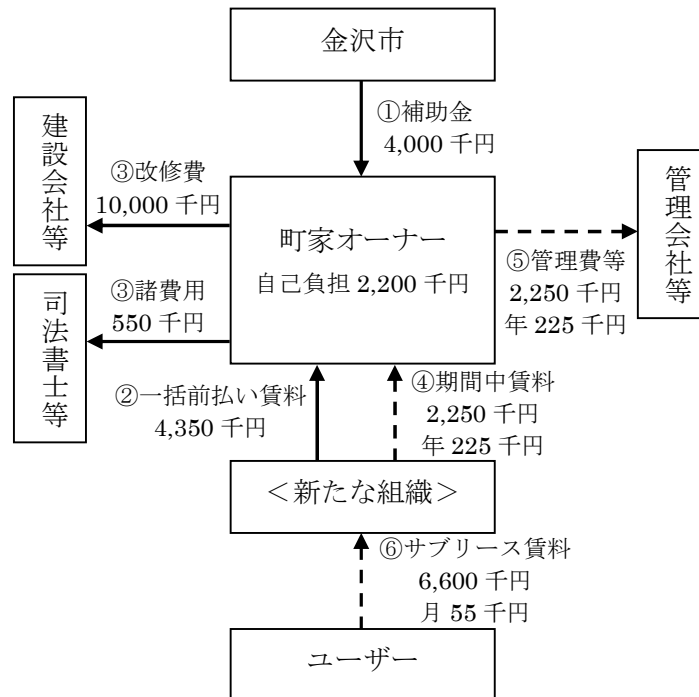 金沢市
①補助金
4,000 千円
建設会社等
③改修費
10,000 千円
町家オーナー
自己負担 2,200 千円
管理会社等
⑤管理費等
2,250 千円
年 225 千円
司法書士等
③諸費用
550 千円
②一括前払い賃料
4,350 千円
④期間中賃料
2,250 千円
年 225 千円
＜新たな組織＞
⑥サブリース賃料
6,600 千円
月 55 千円
ユーザー